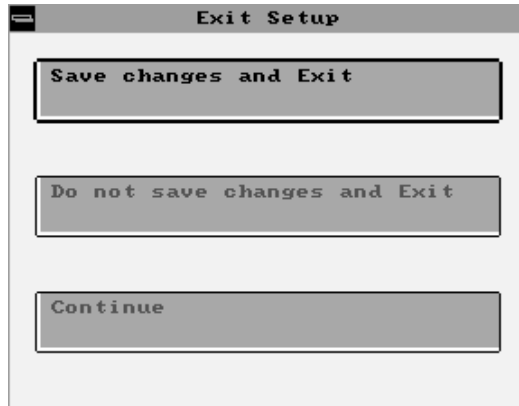 Exit Setup
Save changes and Exit
Do not save changes and Exit
Continue